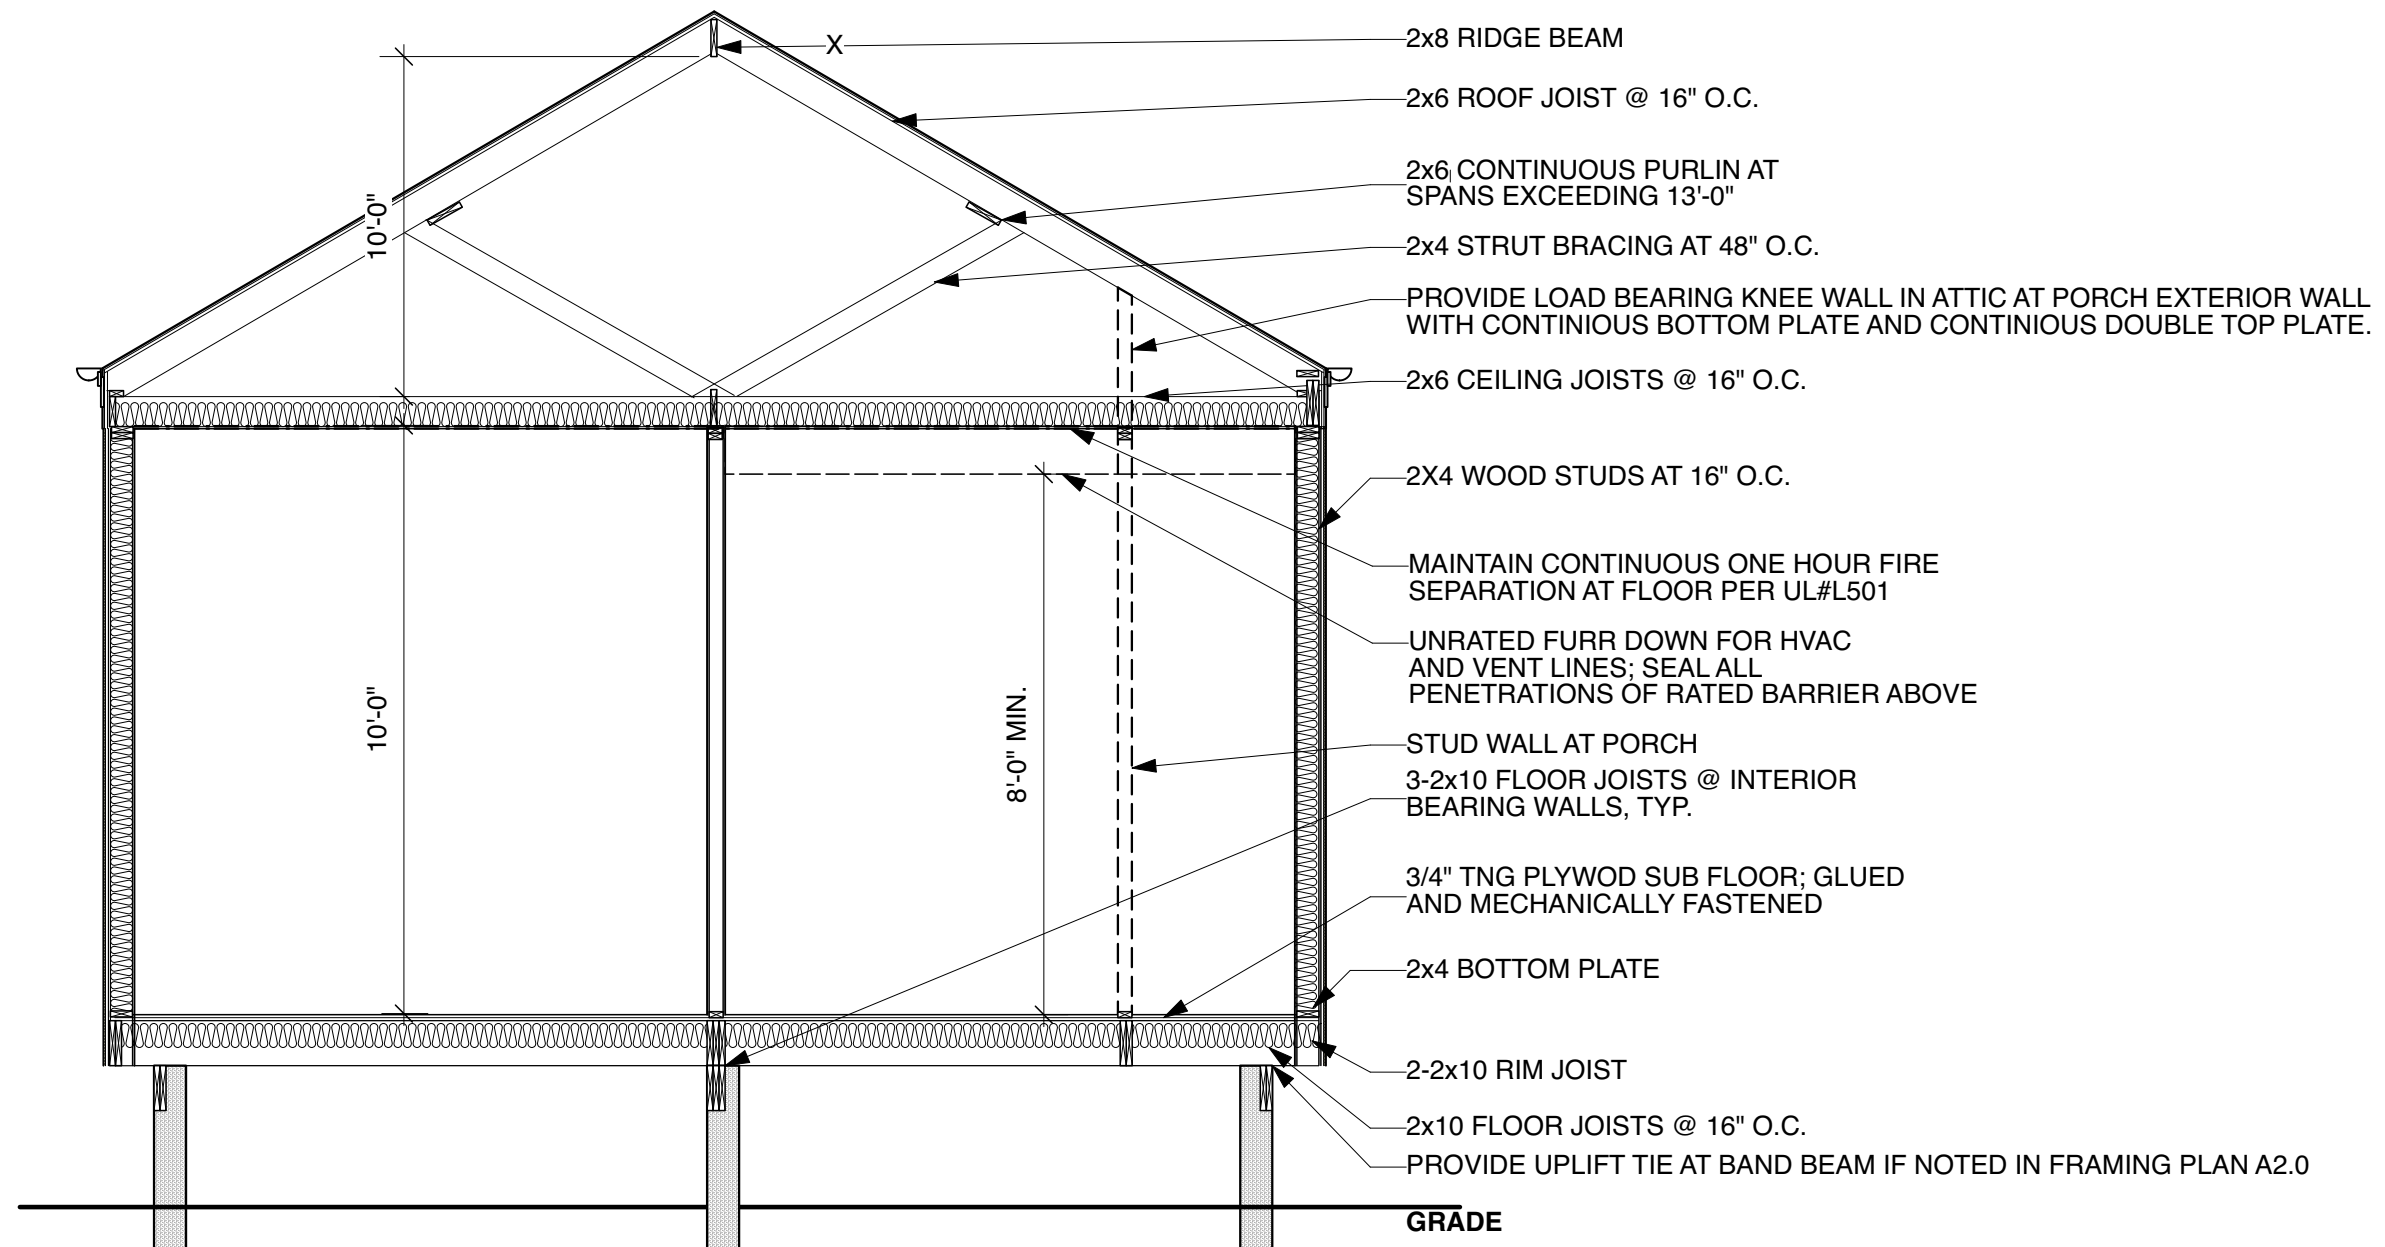 X
2x8 RIDGE BEAM
2x6 ROOF JOIST @ 16" O.C.
2x6 CONTINUOUS PURLIN AT
SPANS EXCEEDING 13'-0"
10'-0"
2x4 STRUT BRACING AT 48" O.C.
PROVIDE LOAD BEARING KNEE WALL IN ATTIC AT PORCH EXTERIOR WALL
WITH CONTINIOUS BOTTOM PLATE AND CONTINIOUS DOUBLE TOP PLATE.
2x6 CEILING JOISTS @ 16" O.C.
2X4 WOOD STUDS AT 16" O.C.
MAINTAIN CONTINUOUS ONE HOUR FIRE
SEPARATION AT FLOOR PER UL#L501
UNRATED FURR DOWN FOR HVAC
AND VENT LINES; SEAL ALL
PENETRATIONS OF RATED BARRIER ABOVE
10'-0"
8'-0" MIN.
STUD WALL AT PORCH
3-2x10 FLOOR JOISTS @ INTERIOR
BEARING WALLS, TYP.
3/4" TNG PLYWOD SUB FLOOR; GLUED
AND MECHANICALLY FASTENED
2x4 BOTTOM PLATE
2-2x10 RIM JOIST
2x10 FLOOR JOISTS @ 16" O.C.
PROVIDE UPLIFT TIE AT BAND BEAM IF NOTED IN FRAMING PLAN A2.0
GRADE